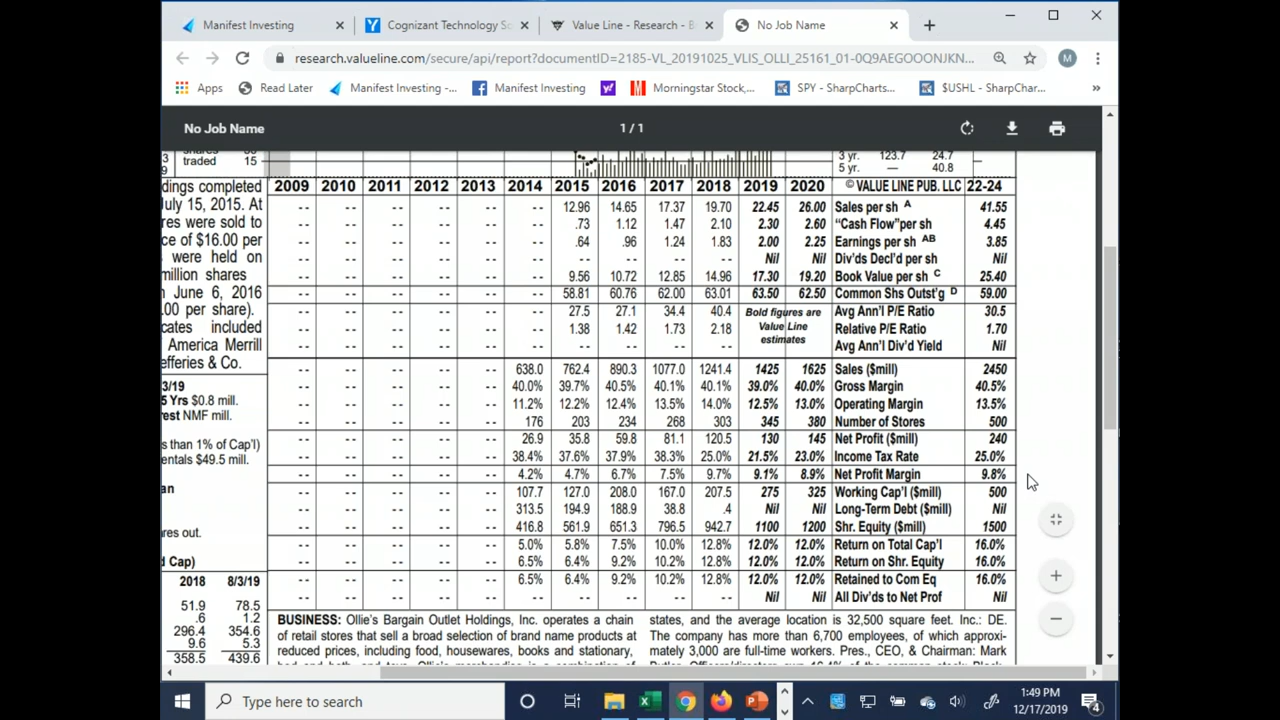 Manifest Investing
Cognizant Technology Sc
Value Line - Research - B
No Job Name
research.valueline.com/secure/api/report?documentID=2185-VL_20191025_VLIS_OLLI_25161_01-0Q9AEGOOONJKN...
M
Apps
Read Later
Manifest Investing -...
Manifest Investing
Morningstar Stock,...
SPY - SharpCharts...
$USHL - SharpChar...
»
No Job Name
1 / 1
3 traded 15
3 yr. 123.7 24.7
5 yr. — 40.8 —
dings completed
July 15, 2015. At
res were sold to
ce of $16.00 per
were held on
million shares
n June 6, 2016
.00 per share).
cates included
America Merrill
efferies & Co.
3/19
5 Yrs $0.8 mill.
rest NMF mill.
s than 1% of Cap'l)
entals $49.5 mill.
an
res out.
d Cap)
2018 8/3/19
51.9 78.5
.6 1.2
296.4 354.6
9.6 5.3
358.5 439.6
2009 2010 2011 2012 2013 2014 2015 2016 2017 2018 2019 2020 © VALUE LINE PUB. LLC 22-24
-- -- -- -- -- -- 12.96 14.65 17.37 19.70 22.45 26.00 Sales per sh A 41.55
-- -- -- -- -- -- .73 1.12 1.47 2.10 2.30 2.60 “Cash Flow”per sh 4.45
-- -- -- -- -- -- .64 .96 1.24 1.83 2.00 2.25 Earnings per sh AB 3.85
-- -- -- -- -- -- -- -- -- -- Nil Nil Div'ds Decl'd per sh Nil
-- -- -- -- -- -- 9.56 10.72 12.85 14.96 17.30 19.20 Book Value per sh C 25.40
-- -- -- -- -- -- 58.81 60.76 62.00 63.01 63.50 62.50 Common Shs Outst'g D 59.00
-- -- -- -- -- -- 27.5 27.1 34.4 40.4 Bold figures are Avg Ann'l P/E Ratio 30.5
-- -- -- -- -- -- 1.38 1.42 1.73 2.18 Value Line Relative P/E Ratio 1.70
-- -- -- -- -- -- -- -- -- -- estimates Avg Ann'l Div'd Yield Nil
-- -- -- -- -- 638.0 762.4 890.3 1077.0 1241.4 1425 1625 Sales ($mill) 2450
-- -- -- -- -- 40.0% 39.7% 40.5% 40.1% 40.1% 39.0% 40.0% Gross Margin 40.5%
-- -- -- -- -- 11.2% 12.2% 12.4% 13.5% 14.0% 12.5% 13.0% Operating Margin 13.5%
-- -- -- -- -- 176 203 234 268 303 345 380 Number of Stores 500
-- -- -- -- -- 26.9 35.8 59.8 81.1 120.5 130 145 Net Profit ($mill) 240
-- -- -- -- -- 38.4% 37.6% 37.9% 38.3% 25.0% 21.5% 23.0% Income Tax Rate 25.0%
-- -- -- -- -- 4.2% 4.7% 6.7% 7.5% 9.7% 9.1% 8.9% Net Profit Margin 9.8%
-- -- -- -- -- 107.7 127.0 208.0 167.0 207.5 275 325 Working Cap'l ($mill) 500
-- -- -- -- -- 313.5 194.9 188.9 38.8 .4 Nil Nil Long-Term Debt ($mill) Nil
-- -- -- -- -- 416.8 561.9 651.3 796.5 942.7 1100 1200 Shr. Equity ($mill) 1500
-- -- -- -- -- 5.0% 5.8% 7.5% 10.0% 12.8% 12.0% 12.0% Return on Total Cap'l 16.0%
-- -- -- -- -- 6.5% 6.4% 9.2% 10.2% 12.8% 12.0% 12.0% Return on Shr. Equity 16.0%
-- -- -- -- -- 6.5% 6.4% 9.2% 10.2% 12.8% 12.0% 12.0% Retained to Com Eq 16.0%
-- -- -- -- -- -- -- -- -- -- Nil Nil All Div'ds to Net Prof Nil
BUSINESS: Ollie's Bargain Outlet Holdings, Inc. operates a chain
of retail stores that sell a broad selection of brand name products at
reduced prices, including food, housewares, books and stationary,
states, and the average location is 32,500 square feet. Inc.: DE.
The company has more than 6,700 employees, of which approxi-
mately 3,000 are full-time workers. Pres., CEO, & Chairman: Mark
Type here to search
1:49 PM
12/17/2019
4